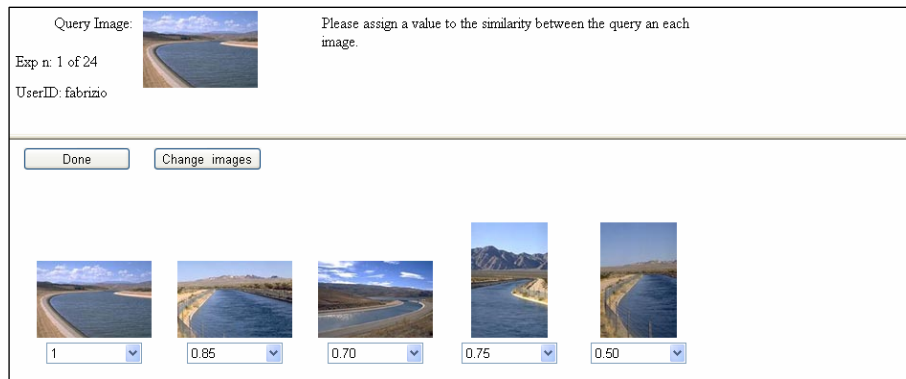 Query Image:
Please assign a value to the similarity between the query an each
image.
Exp n: 1 of 24
UserID: fabrizio
Done
Change images
1
0.85
0.70
0.75
0.50